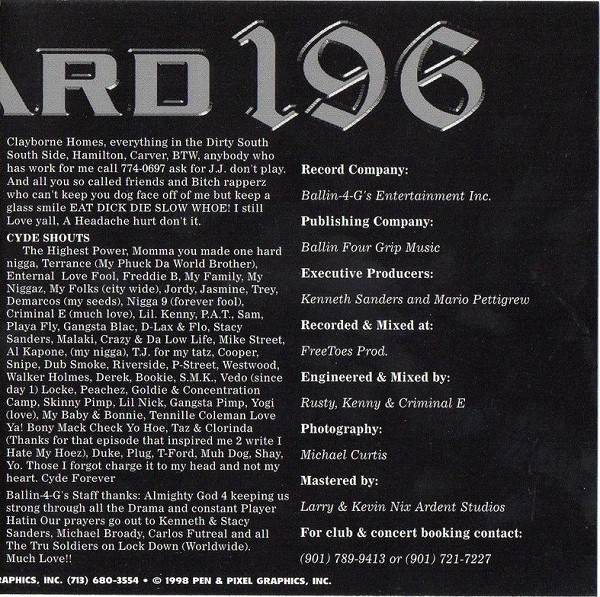 ARD 196
Clayborne Homes, everything in the Dirty South
South Side, Hamilton, Carver, BTW, anybody who
has work for me call 774-0697 ask for J.J. don't play.
And all you so called friends and Bitch rapperz
who can't keep you dog face off of me but keep a
glass smile EAT DICK DIE SLOW WHOE! I still
Love yall, A Headache hurt don't it.
CYDE SHOUTS
The Highest Power, Momma you made one hard
nigga, Terrance (My Phuck Da World Brother),
Enternal Love Fool, Freddie B, My Family, My
Niggaz, My Folks (city wide), Jordy, Jasmine, Trey,
Demarcos (my seeds), Nigga 9 (forever fool),
Criminal E (much love), Lil. Kenny, P.A.T., Sam,
Playa Fly, Gangsta Blac, D-Lax & Flo, Stacy
Sanders, Malaki, Crazy & Da Low Life, Mike Street,
Al Kapone, (my nigga), T.J. for my tatz, Cooper,
Snipe, Dub Smoke, Riverside, P-Street, Westwood,
Walker Holmes, Derek, Bookie, S.M.K., Vedo (since
day 1) Locke, Peachez, Goldie & Concentration
Camp, Skinny Pimp, Lil Nick, Gangsta Pimp, Yogi
(love), My Baby & Bonnie, Tennille Coleman Love
Ya! Bony Mack Check Yo Hoe, Taz & Clorinda
(Thanks for that episode that inspired me 2 write I
Hate My Hoez), Duke, Plug, T-Ford, Muh Dog, Shay,
Yo. Those I forgot charge it to my head and not my
heart. Cyde Forever
Ballin-4-G's Staff thanks: Almighty God 4 keeping us
strong through all the Drama and constant Player
Hatin Our prayers go out to Kenneth & Stacy
Sanders, Michael Broady, Carlos Futreal and all
The Tru Soldiers on Lock Down (Worldwide).
Much Love!!
Record Company:
Ballin-4-G's Entertainment Inc.
Publishing Company:
Ballin Four Grip Music
Executive Producers:
Kenneth Sanders and Mario Pettigrew
Recorded & Mixed at:
FreeToes Prod.
Engineered & Mixed by:
Rusty, Kenny & Criminal E
Photography:
Michael Curtis
Mastered by:
Larry & Kevin Nix Ardent Studios
For club & concert booking contact:
(901) 789-9413 or (901) 721-7227
RAPHICS, INC. (713) 680-3554 • © 1998 PEN & PIXEL GRAPHICS, INC.